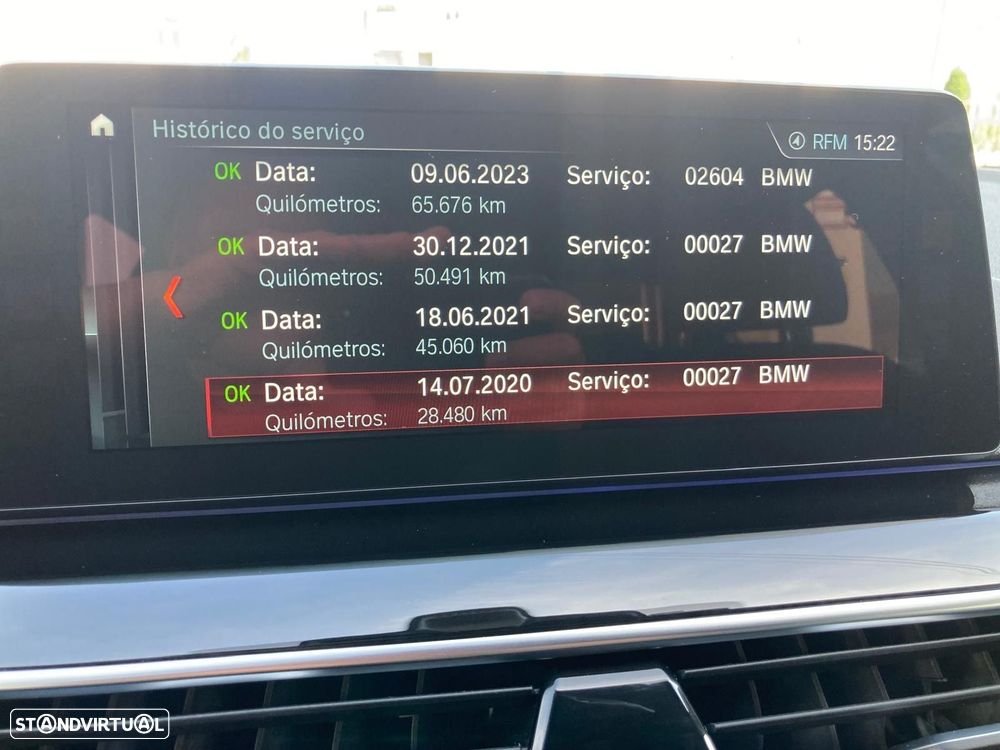 Histórico do serviço
RFM 15:22
OK Data: 09.06.2023 Serviço: 02604 BMW
Quilómetros: 65.676 km
OK Data: 30.12.2021 Serviço: 00027 BMW
Quilómetros: 50.491 km
OK Data: 18.06.2021 Serviço: 00027 BMW
Quilómetros: 45.060 km
OK Data: 14.07.2020 Serviço: 00027 BMW
Quilómetros: 28.480 km
STANDVIRTUAL